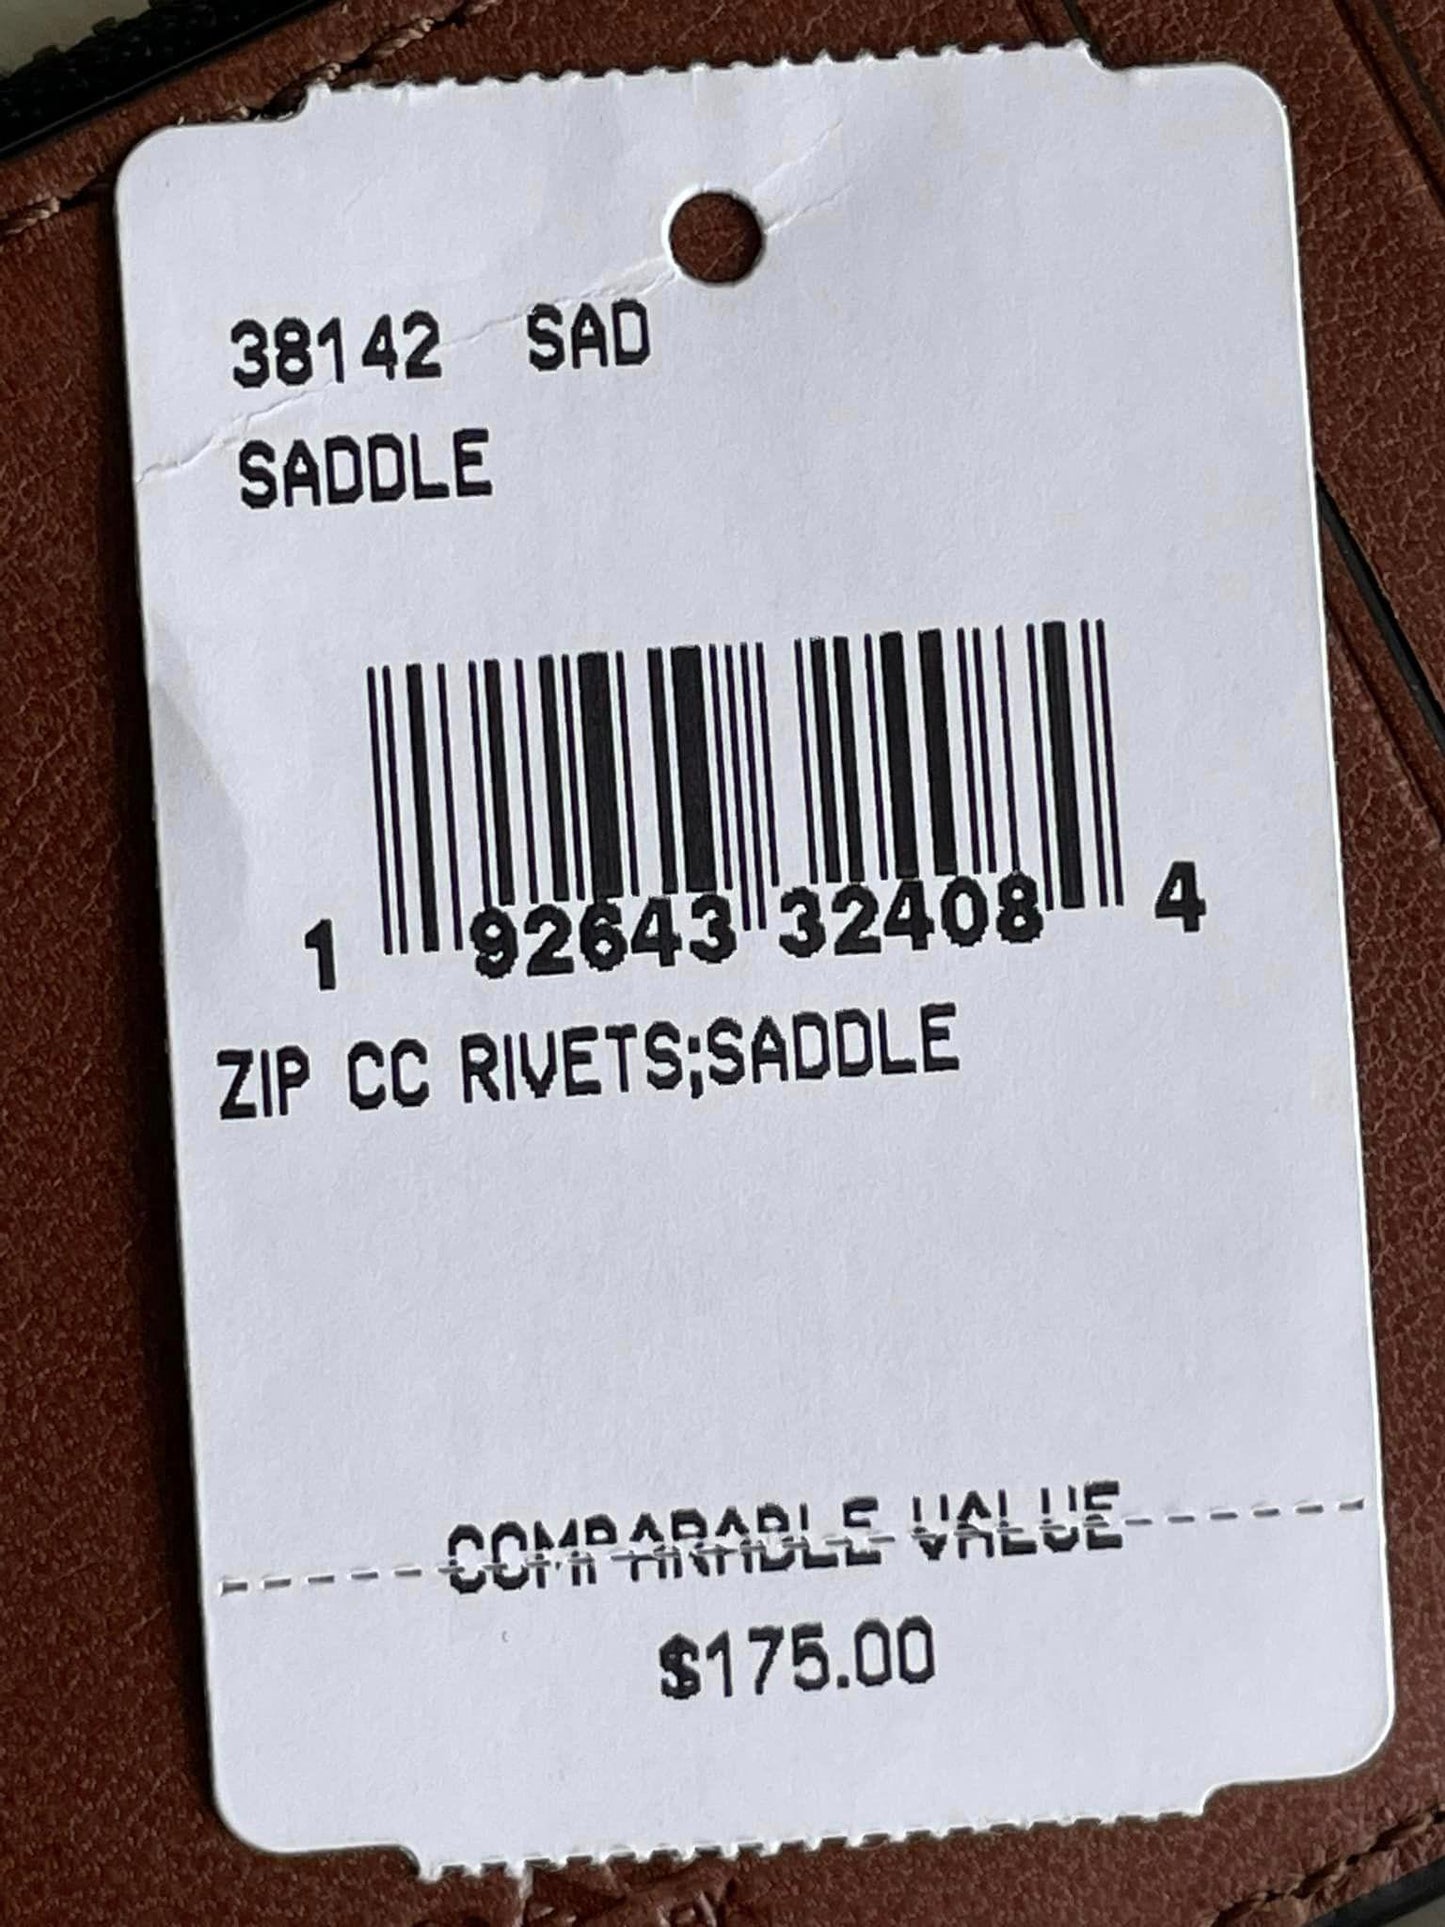 38142 SAD
SADDLE
1 92643 32408 4
ZIP CC RIVETS;SADDLE
COMPARABLE VALUE
$175.00